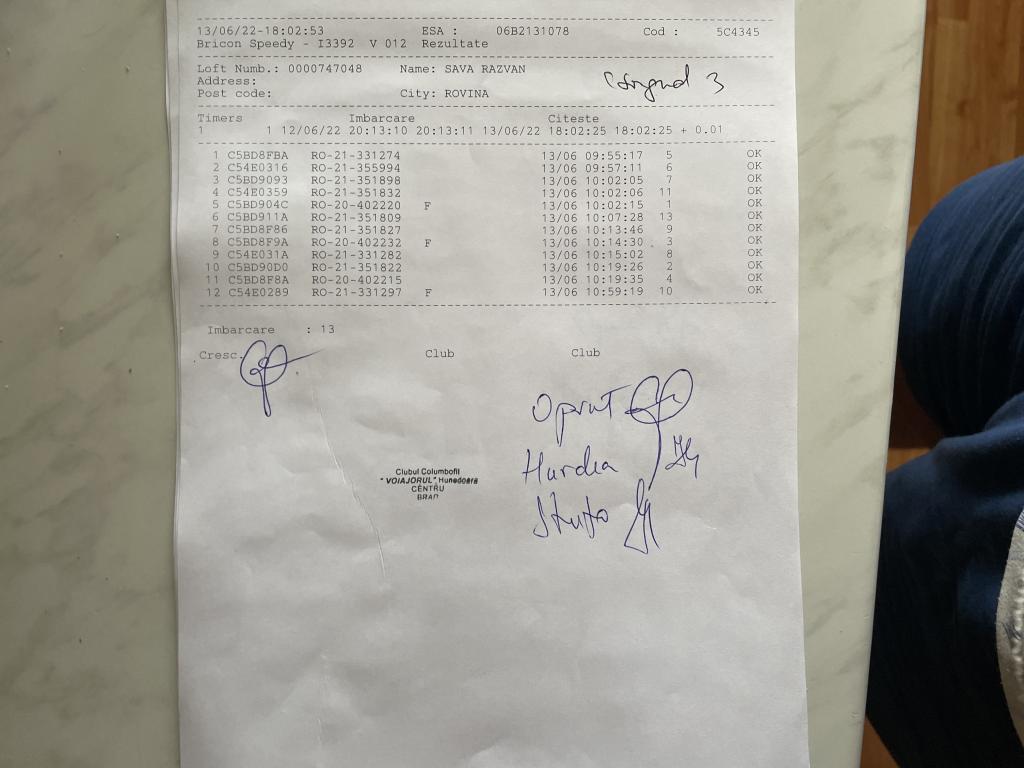 13/06/22-18:02:53 ESA : 06B2131078 Cod : 5C4345
Bricon Speedy - I3392 V 012 Rezultate
Loft Numb.: 0000747048 Name: SAVA RAZVAN
Address:
Post code: City: ROVINA
3
Timers Imbarcare Citeste
1 1 12/06/22 20:13:10 20:13:11 13/06/22 18:02:25 18:02:25 + 0.01
1 C5BD8FBA RO-21-331274 13/06 09:55:17 5 OK
2 C54E0316 RO-21-355994 13/06 09:57:11 6 OK
3 C5BD9093 RO-21-351898 13/06 10:02:05 7 OK
4 C54E0359 RO-21-351832 13/06 10:02:06 11 OK
5 C5BD904C RO-20-402220 F 13/06 10:02:15 1 OK
6 C5BD911A RO-21-351809 13/06 10:07:28 13 OK
7 C5BD8F86 RO-21-351827 13/06 10:13:46 9 OK
8 C5BD8F9A RO-20-402232 F 13/06 10:14:30 3 OK
9 C54E031A RO-21-331282 13/06 10:15:02 8 OK
10 C5BD90D0 RO-21-351822 13/06 10:19:26 2 OK
11 C5BD8F8A RO-20-402215 13/06 10:19:35 4 OK
12 C54E0289 RO-21-331297 F 13/06 10:59:19 10 OK
Imbarcare : 13
Cresc. Club Club
Oprut
Hurdea
Clubul Columbofil
"VOIAJORUL" Hunedoara
CENTRU
BRAD